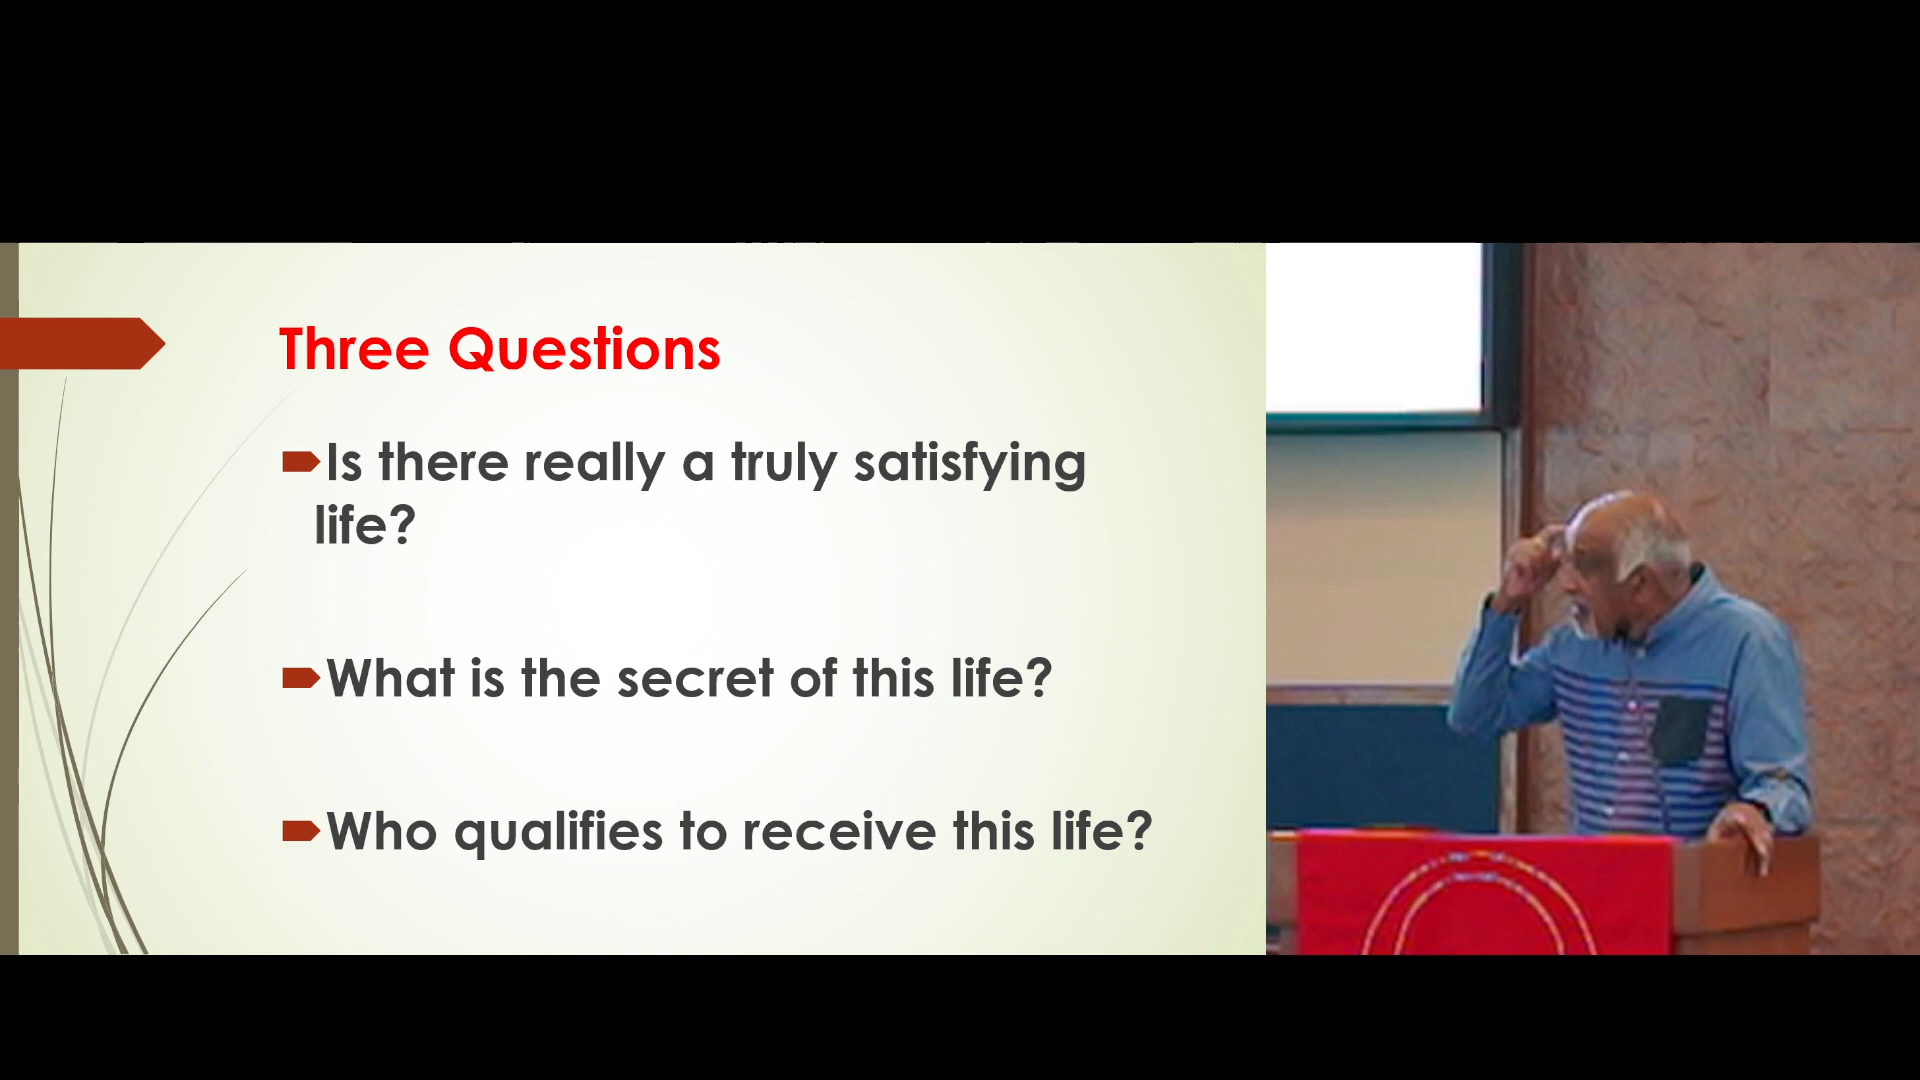 Three Questions
Is there really a truly satisfying
life?
What is the secret of this life?
Who qualifies to receive this life?